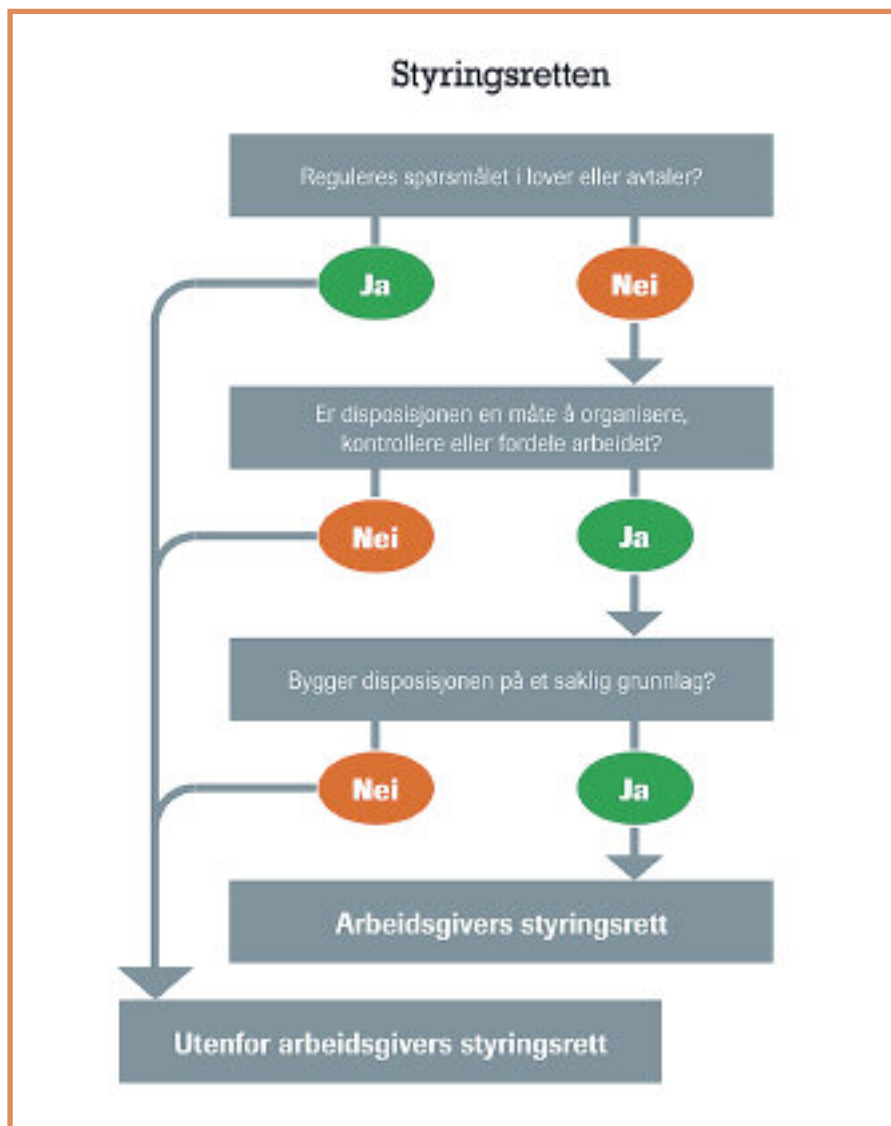 Styringsretten
Reguleres spørsmålet i lover eller avtaler?
Ja
Nei
Er disposisjonen en måte å organisere,
kontrollere eller fordele arbeidet?
Nei
Ja
Bygger disposisjonen på et saklig grunnlag?
Nei
Ja
Arbeidsgivers styringsrett
Utenfor arbeidsgivers styringsrett